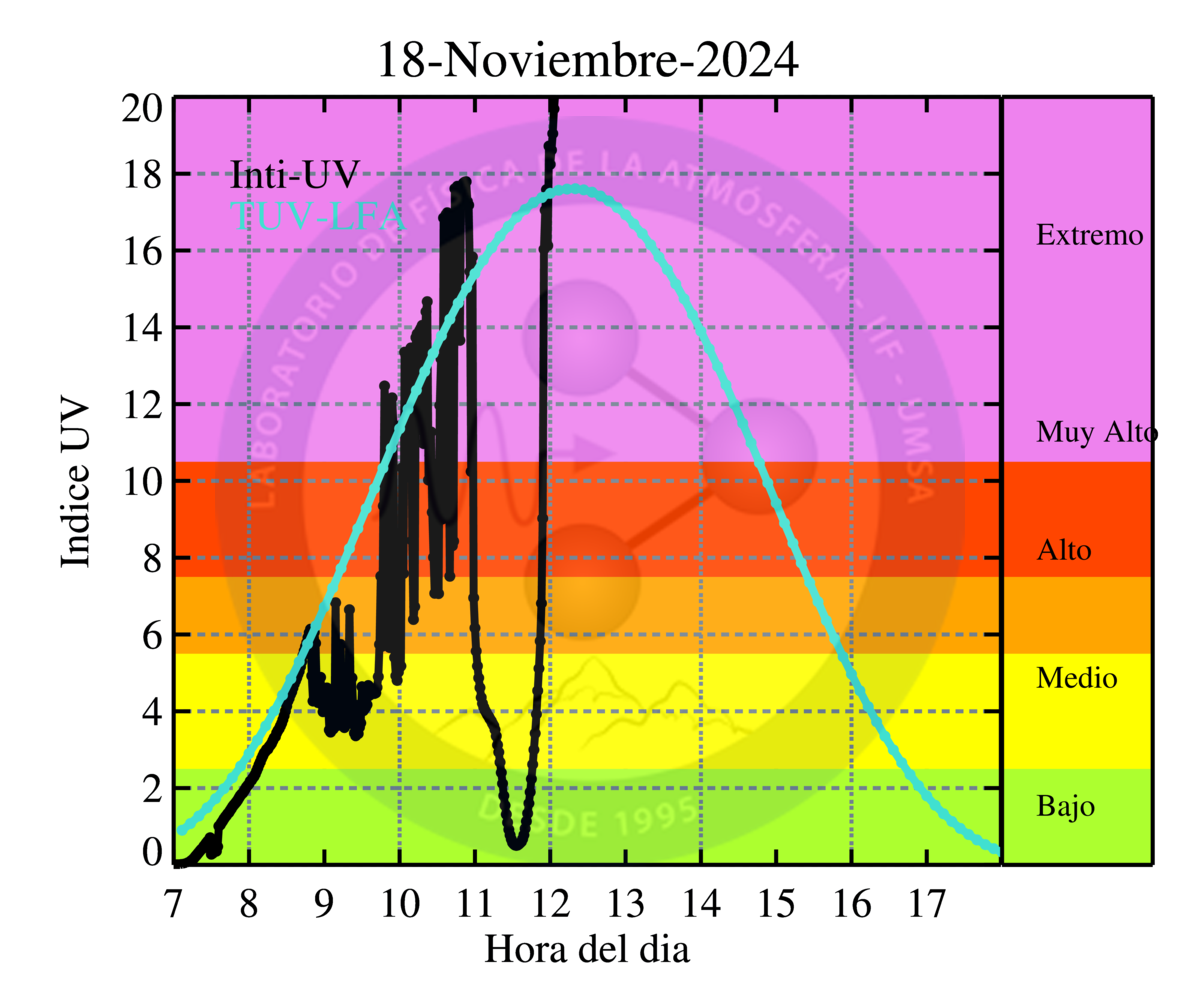 18-Noviembre-2024
Inti-UV
TUV-LFA
LABORATORIO DE FÍSICA DE LA ATMÓSFERA - IIF - UMSA
DESDE 1995
Indice UV
20
18
16
14
12
10
8
6
4
2
0
Extremo
Muy Alto
Alto
Medio
Bajo
7 8 9 10 11 12 13 14 15 16 17
Hora del dia